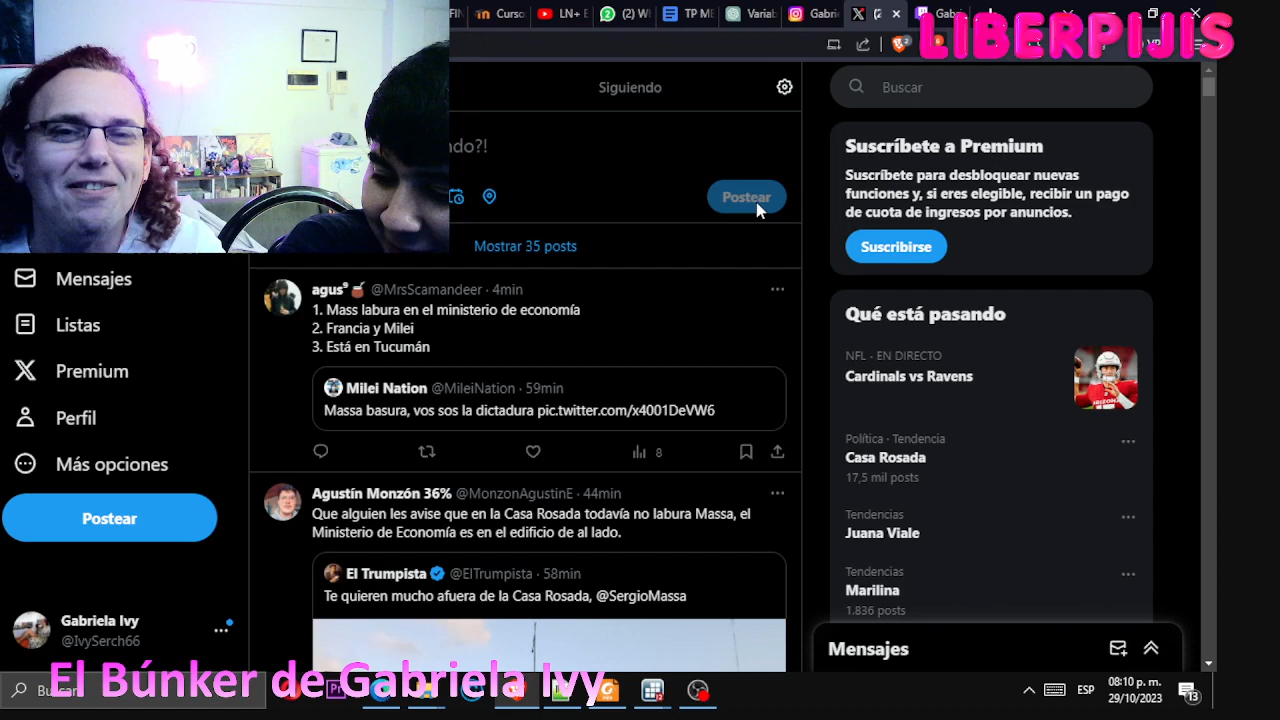 Curso
LN+ E
(2) W
TP ME
Variab
Gabrie
(2
Gabri
LIBERPIJIS
Siguiendo
ndo?!
Postear
Mostrar 35 posts
Buscar
Suscríbete a Premium
Suscríbete para desbloquear nuevas
funciones y, si eres elegible, recibir un pago
de cuota de ingresos por anuncios.
Suscribirse
Mensajes
Listas
Premium
Perfil
Más opciones
Postear
Gabriela Ivy
@IvySerch66
agus⁹ @MrsScamandeer · 4min
1. Mass labura en el ministerio de economía
2. Francia y Milei
3. Está en Tucumán
Milei Nation @MileiNation · 59min
Massa basura, vos sos la dictadura pic.twitter.com/x4001DeVW6
8
Agustín Monzón 36% @MonzonAgustinE · 44min
Que alguien les avise que en la Casa Rosada todavía no labura Massa, el
Ministerio de Economía es en el edificio de al lado.
El Trumpista @ElTrumpista · 58min
Te quieren mucho afuera de la Casa Rosada, @SergioMassa
Qué está pasando
NFL · EN DIRECTO
Cardinals vs Ravens
Política · Tendencia
Casa Rosada
17,5 mil posts
Tendencias
Juana Viale
Tendencias
Marilina
1.836 posts
Mensajes
El Búnker de Gabriela Ivy
Buscar
Pr
ESP
08:10 p. m.
29/10/2023
13